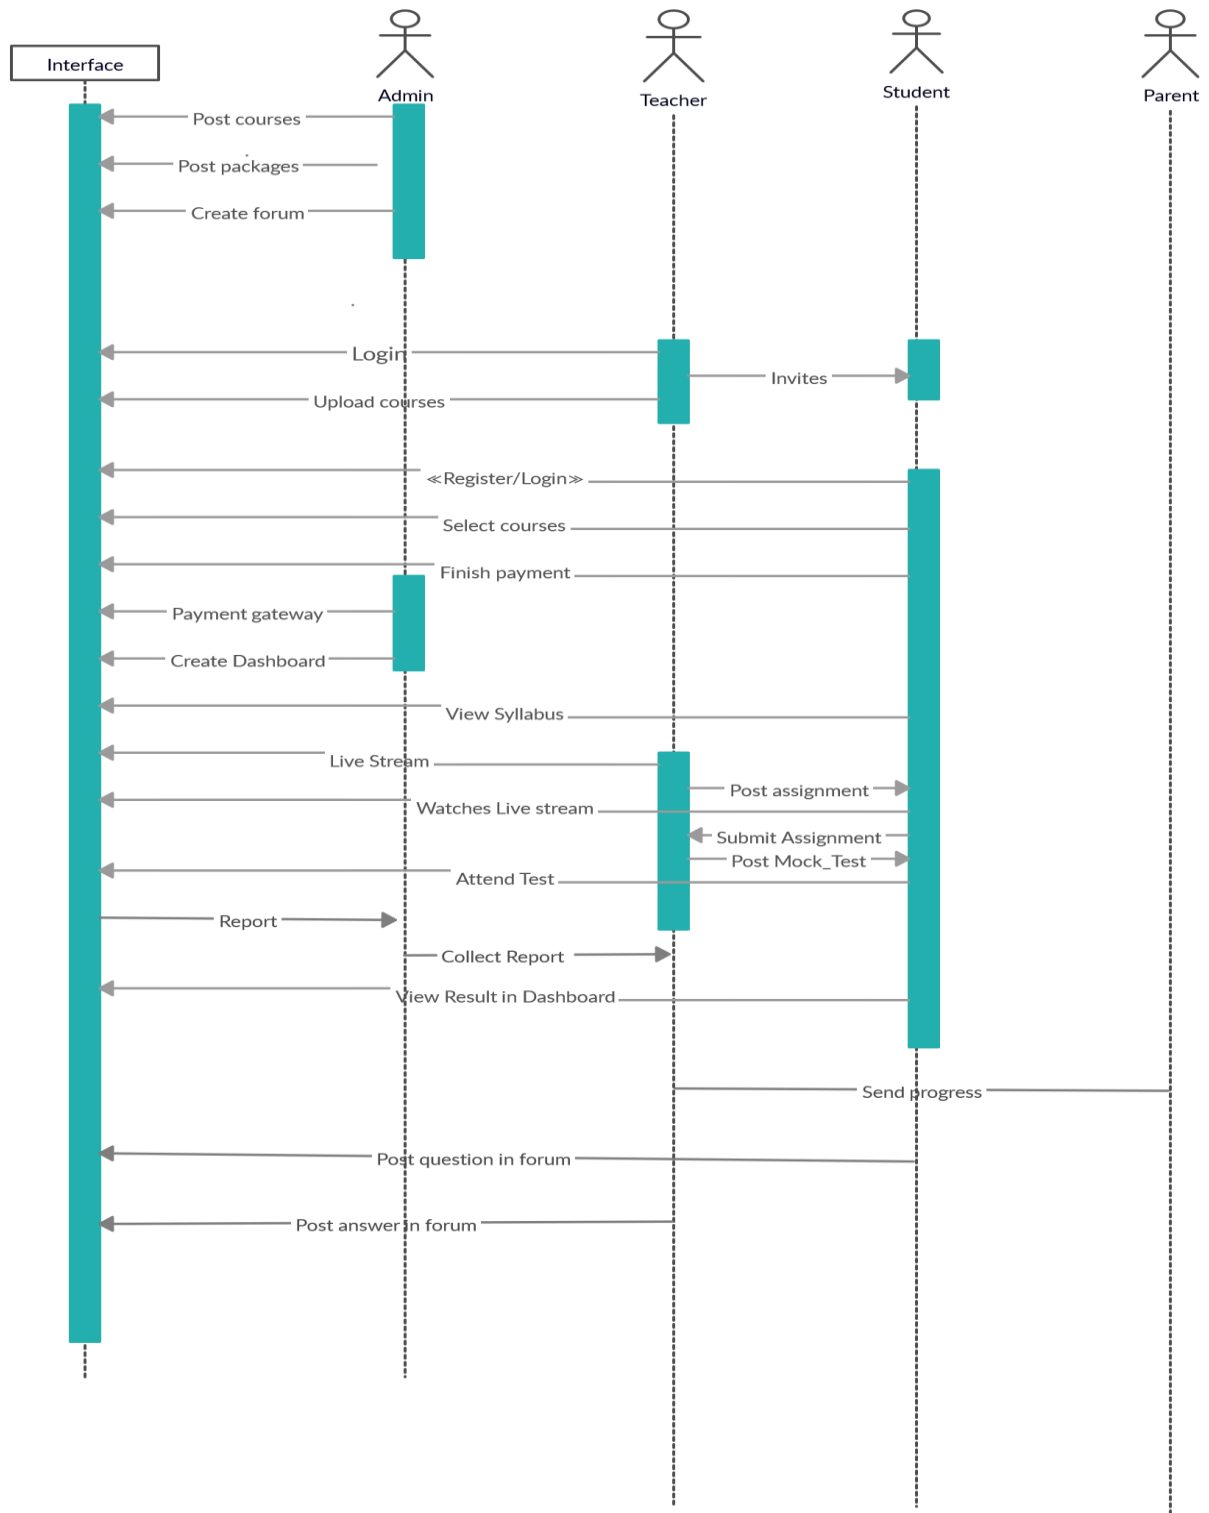 Interface
Admin
Teacher
Student
Parent
Post courses
Post packages
Create forum
Login
Invites
Upload courses
≪Register/Login≫
Select courses
Finish payment
Payment gateway
Create Dashboard
View Syllabus
Live Stream
Post assignment
Watches Live stream
Submit Assignment
Post Mock_Test
Attend Test
Report
Collect Report
View Result in Dashboard
Send progress
Post question in forum
Post answer in forum